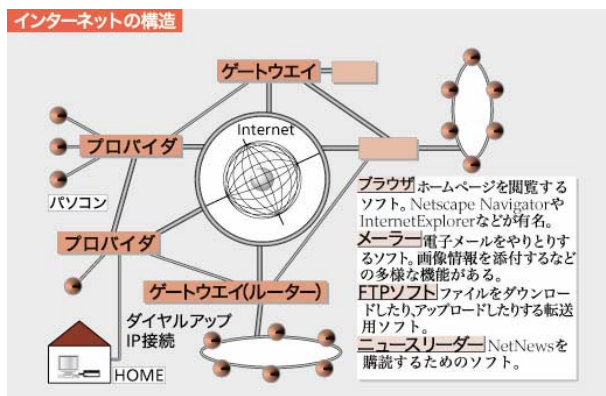 インターネットの構造
ゲートウエイ
Internet
プロバイダ
パソコン
プロバイダ
ゲートウエイ(ルーター)
ダイヤルアップ
IP接続
HOME
ブラウザ ホームページを閲覧する
ソフト。Netscape Navigatorや
InternetExplorerなどが有名。
メーラー 電子メールをやりとりす
るソフト。画像情報を添付するなど
の多様な機能がある。
FTPソフト ファイルをダウンロー
ドしたり、アップロードしたりする転送
用ソフト。
ニュースリーダー NetNewsを
購読するためのソフト。